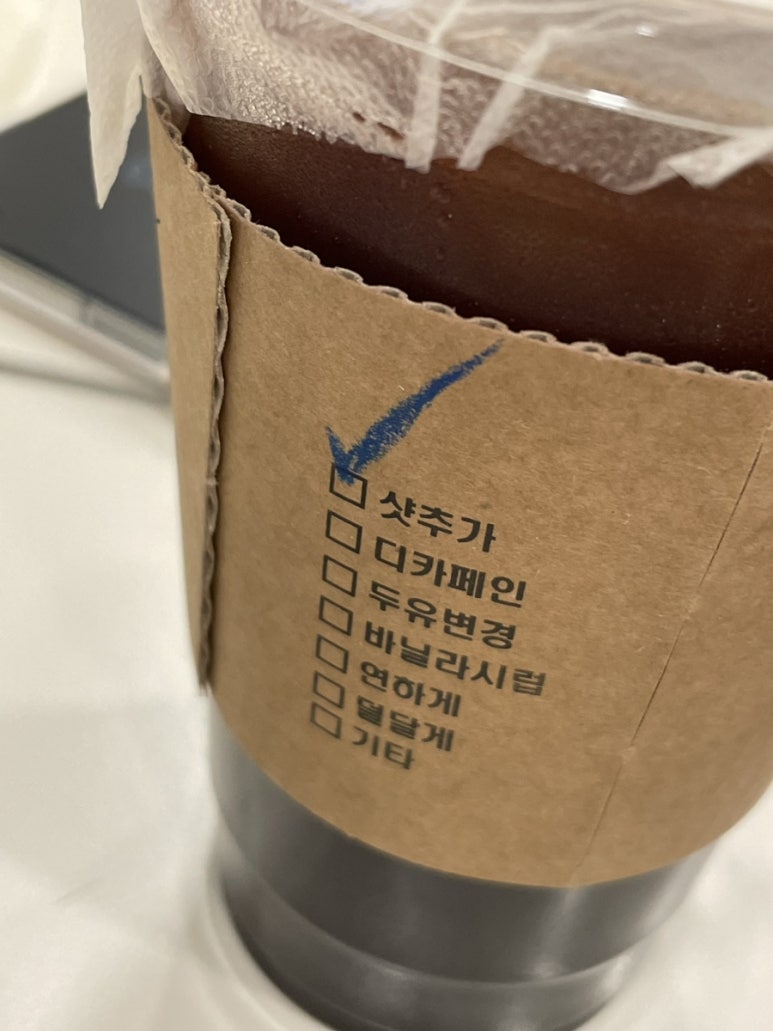 ☑ 샷추가
☐ 디카페인
☐ 두유변경
☐ 바닐라시럽
☐ 연하게
☐ 덜달게
☐ 기타